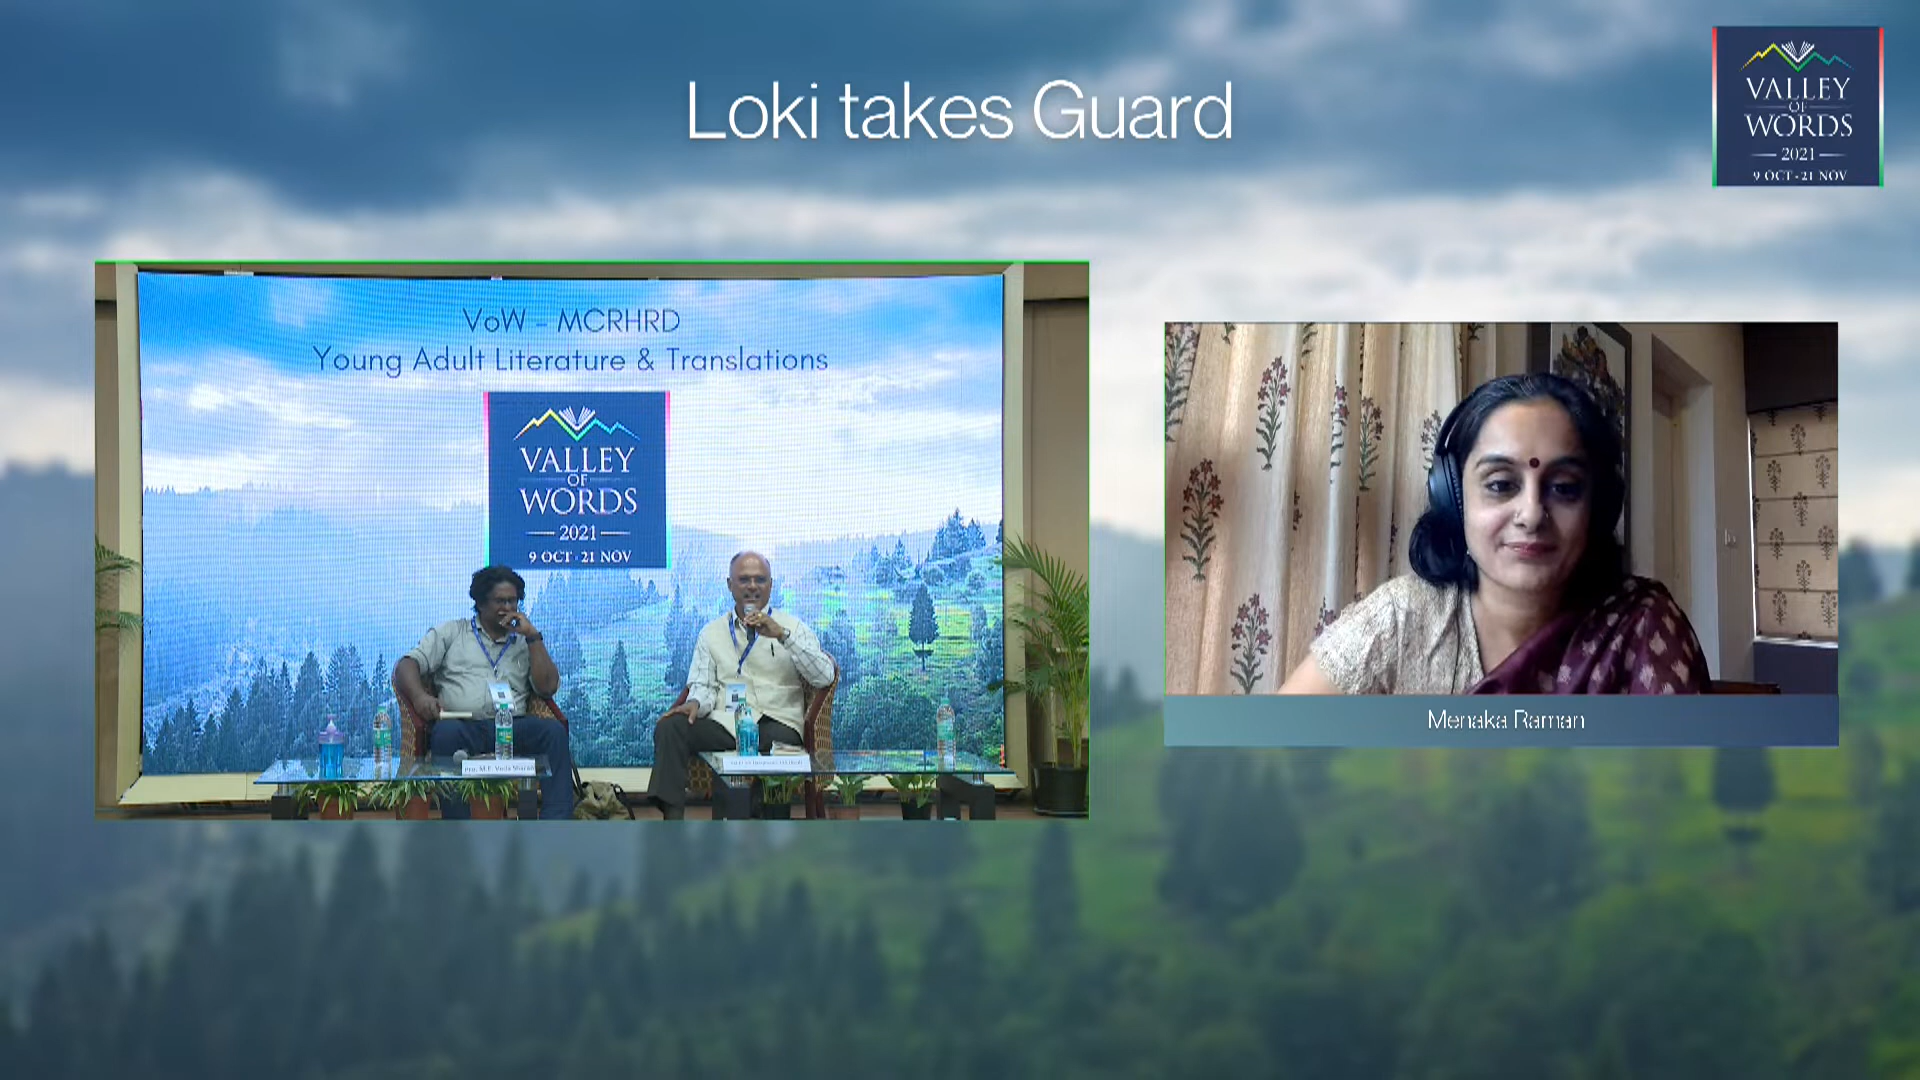 Loki takes Guard
VALLEY
OF
WORDS
2021
9 OCT - 21 NOV
VoW - MCRHRD
Young Adult Literature & Translations
VALLEY
OF
WORDS
2021
9 OCT - 21 NOV
Menaka Raman